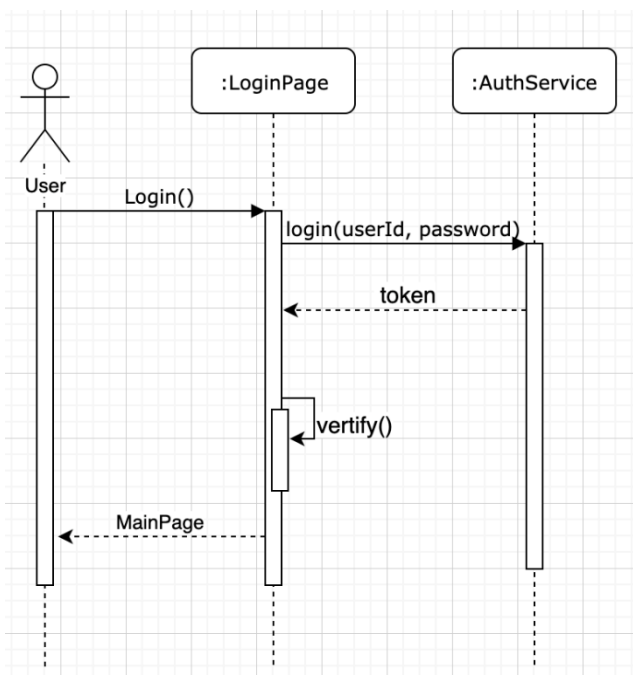 :LoginPage
:AuthService
User
Login()
login(userId, password)
token
vertify()
MainPage